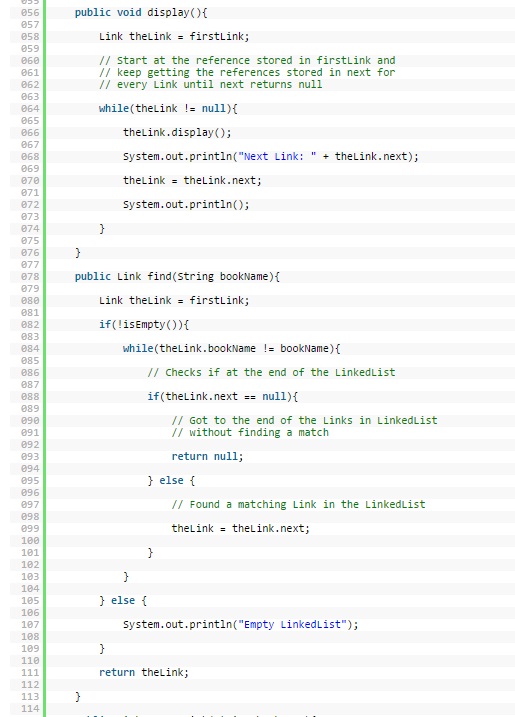 056 public void display(){
057
058 Link theLink = firstLink;
059
060 // Start at the reference stored in firstLink and
061 // keep getting the references stored in next for
062 // every Link until next returns null
063
064 while(theLink != null){
065
066 theLink.display();
067
068 System.out.println("Next Link: " + theLink.next);
069
070 theLink = theLink.next;
071
072 System.out.println();
073
074 }
075
076 }
077
078 public Link find(String bookName){
079
080 Link theLink = firstLink;
081
082 if(!isEmpty()){
083
084 while(theLink.bookName != bookName){
085
086 // Checks if at the end of the LinkedList
087
088 if(theLink.next == null){
089
090 // Got to the end of the Links in LinkedList
091 // without finding a match
092
093 return null;
094
095 } else {
096
097 // Found a matching Link in the LinkedList
098
099 theLink = theLink.next;
100
101 }
102
103 }
104
105 } else {
106
107 System.out.println("Empty LinkedList");
108
109 }
110
111 return theLink;
112
113 }
114